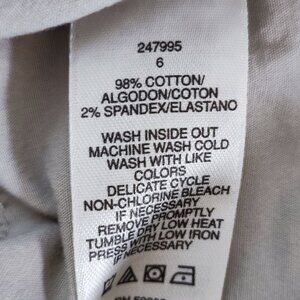 247995
6
98% COTTON/
ALGODON/COTON
2% SPANDEX/ELASTANO
WASH INSIDE OUT
MACHINE WASH COLD
WASH WITH LIKE
COLORS
DELICATE CYCLE
NON-CHLORINE BLEACH
IF NECESSARY
REMOVE PROMPTLY
TUMBLE DRY LOW HEAT
PRESS WITH LOW IRON
IF NECESSARY